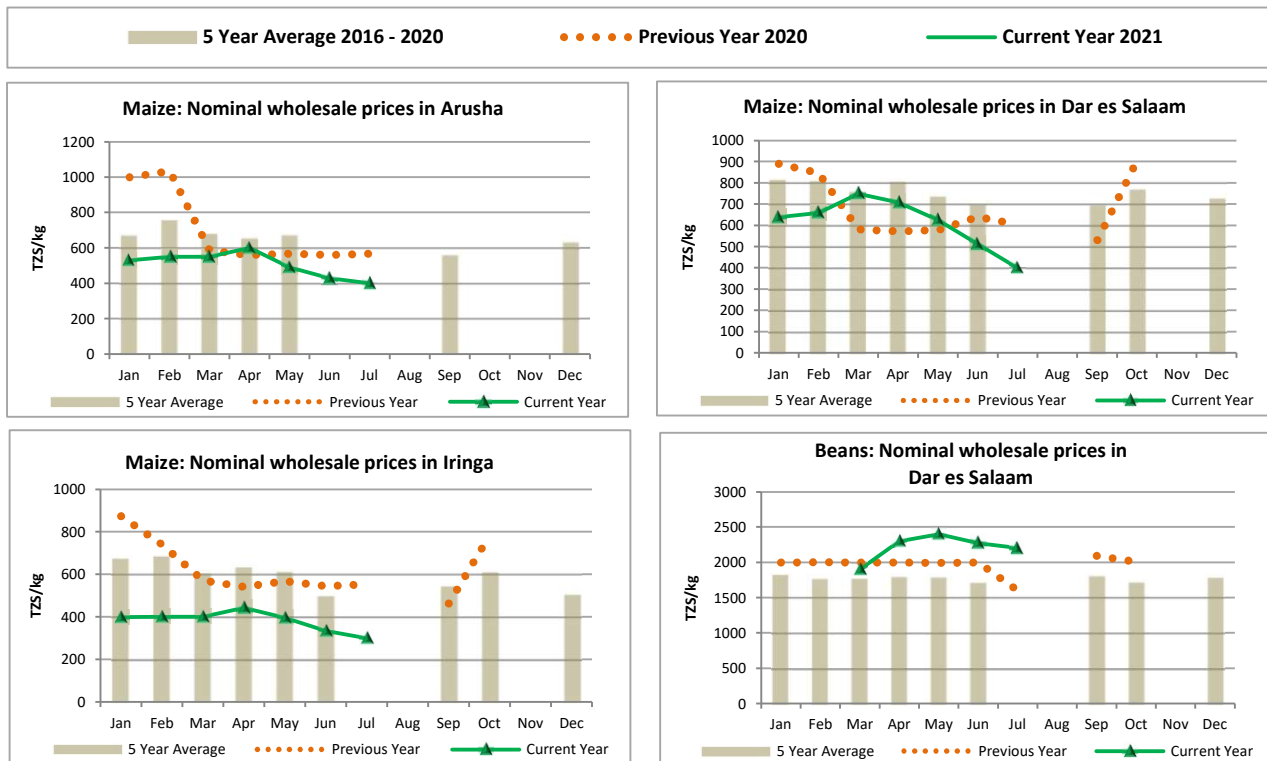 5 Year Average 2016 - 2020 Previous Year 2020 Current Year 2021
Maize: Nominal wholesale prices in Arusha
TZS/kg
1200
1000
800
600
400
200
0
Jan Feb Mar Apr May Jun Jul Aug Sep Oct Nov Dec
5 Year Average Previous Year Current Year
Maize: Nominal wholesale prices in Dar es Salaam
TZS/kg
1000
900
800
700
600
500
400
300
200
100
0
Jan Feb Mar Apr May Jun Jul Aug Sep Oct Nov Dec
5 Year Average Previous Year Current Year
Maize: Nominal wholesale prices in Iringa
TZS/kg
1000
800
600
400
200
0
Jan Feb Mar Apr May Jun Jul Aug Sep Oct Nov Dec
5 Year Average Previous Year Current Year
Beans: Nominal wholesale prices in
Dar es Salaam
TZS/kg
3000
2500
2000
1500
1000
500
0
Jan Feb Mar Apr May Jun Jul Aug Sep Oct Nov Dec
5 Year Average Previous Year Current Year